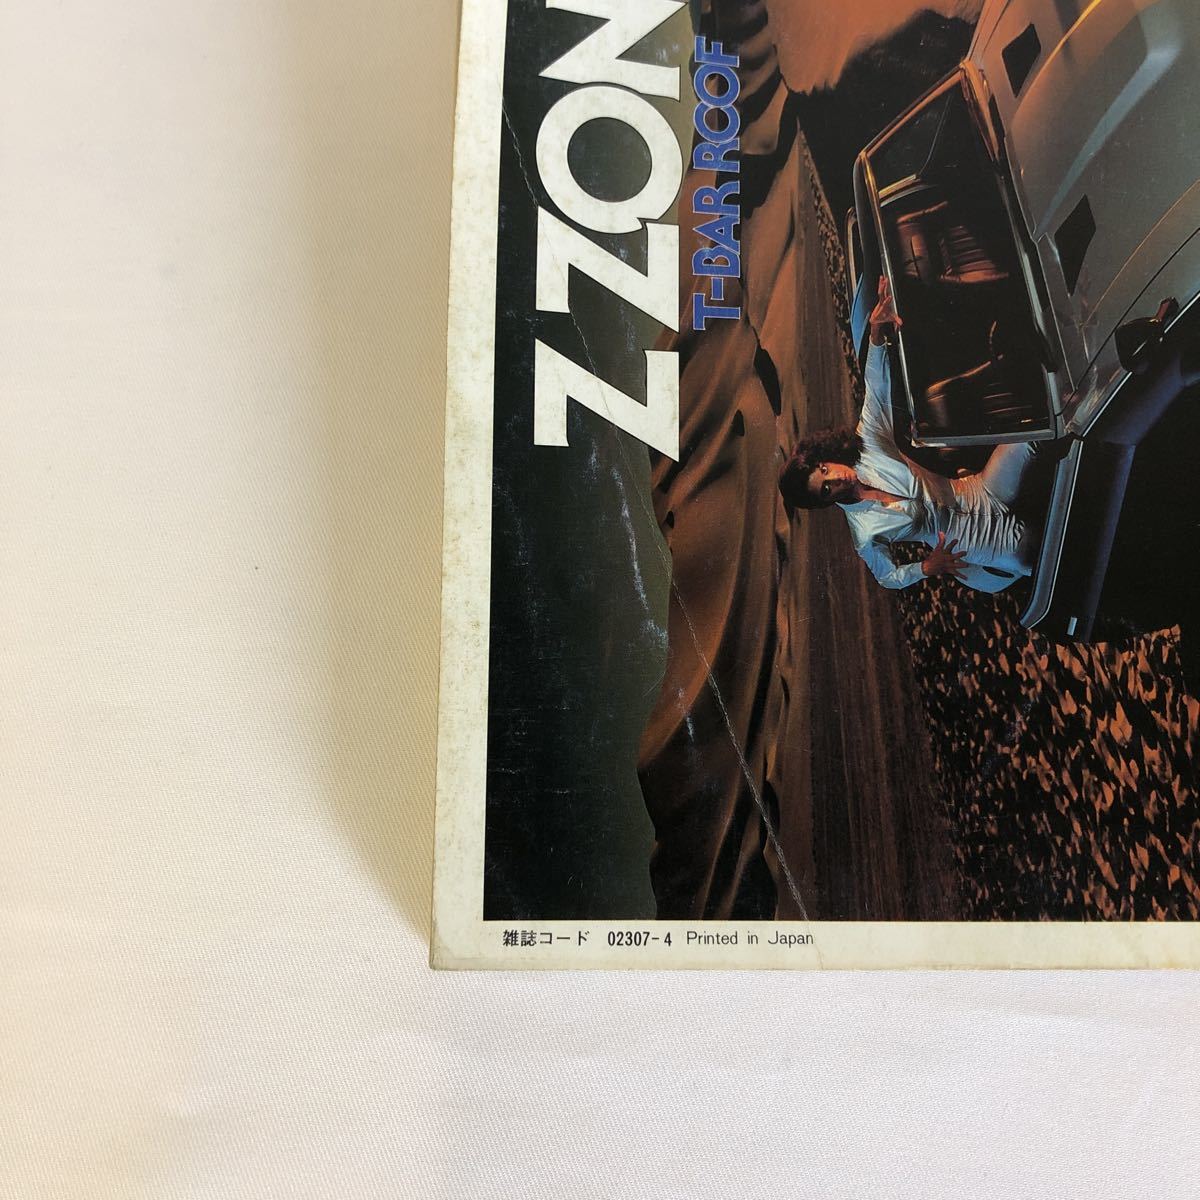 Z ZON
T-BAR ROOF
雑誌コード 02307-4 Printed in Japan